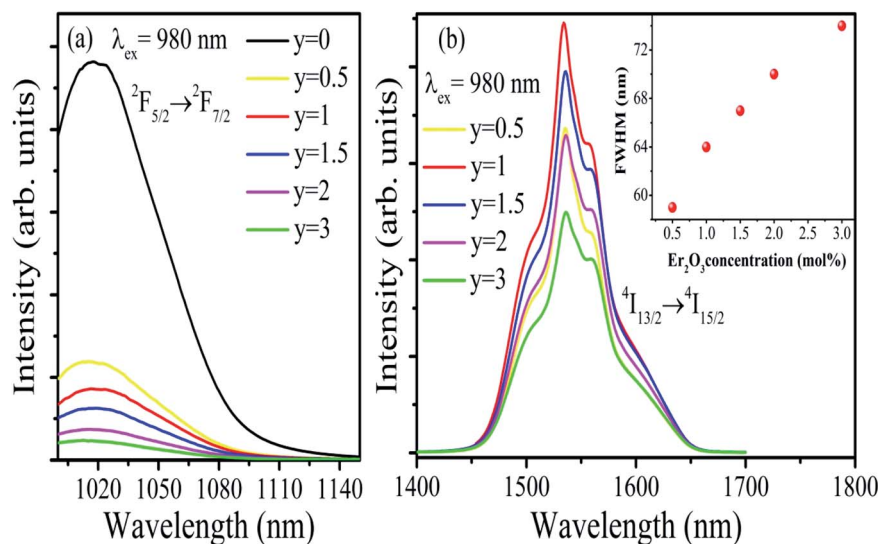 (a)
λex = 980 nm
²F5/2→²F7/2
y=0
y=0.5
y=1
y=1.5
y=2
y=3
Intensity (arb. units)
1020 1050 1080 1110 1140
Wavelength (nm)
(b)
λex = 980 nm
y=0.5
y=1
y=1.5
y=2
y=3
⁴I13/2→⁴I15/2
Intensity (arb. units)
1400 1500 1600 1700 1800
Wavelength (nm)
FWHM (nm)
72
68
64
60
0.5 1.0 1.5 2.0 2.5 3.0
Er2O3concentration (mol%)